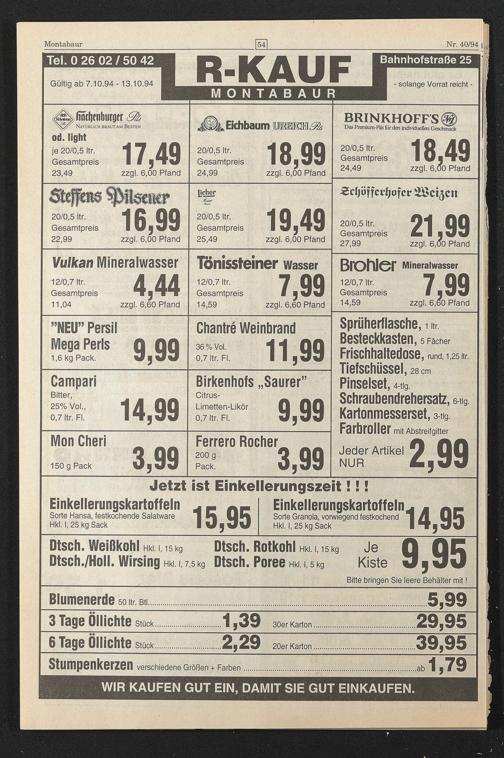 Montabaur
54
Nr. 40/94
Tel. 0 26 02 / 50 42
Bahnhofstraße 25
R-KAUF
MONTABAUR
Gültig ab 7.10.94 - 13.10.94
- solange Vorrat reicht -
Hachenburger Pils
NATÜRLICH BRAUT AM BESTEN
od. light
je 20/0,5 ltr.
Gesamtpreis
23,49
17,49
zzgl. 6,00 Pfand
Eichbaum UREICH Pils
20/0,5 ltr.
Gesamtpreis
24,99
18,99
zzgl. 6,00 Pfand
BRINKHOFF'S
Das Premium-Pils für den individuellen Geschmack
20/0,5 ltr.
Gesamtpreis
24,49
18,49
zzgl. 6,00 Pfand
Steffens Pilsener
20/0,5 ltr.
Gesamtpreis
22,99
16,99
zzgl. 6,00 Pfand
20/0,5 ltr.
Gesamtpreis
25,49
19,49
zzgl. 6,00 Pfand
Schöfferhofer Weizen
20/0,5 ltr.
Gesamtpreis
27,99
21,99
zzgl. 6,00 Pfand
Vulkan Mineralwasser
12/0,7 ltr.
Gesamtpreis
11,04
4,44
zzgl. 6,60 Pfand
Tönissteiner Wasser
12/0,7 ltr.
Gesamtpreis
14,59
7,99
zzgl. 6,60 Pfand
Brohler Mineralwasser
12/0,7 ltr.
Gesamtpreis
14,59
7,99
zzgl. 6,60 Pfand
"NEU" Persil
Mega Perls
1,6 kg Pack.
9,99
Chantré Weinbrand
36 % Vol.
0,7 ltr. Fl.
11,99
Campari
Bitter,
25% Vol.,
0,7 ltr. Fl.
14,99
Birkenhofs „Saurer"
Citrus-
Limetten-Likör
0,7 ltr. Fl.
9,99
Mon Cheri
150 g Pack
3,99
Ferrero Rocher
200 g
Pack.
3,99
Sprüherflasche, 1 ltr.
Besteckkasten, 5 Fächer
Frischhaltedose, rund, 1,25 ltr.
Tiefschüssel, 28 cm
Pinselset, 4-tlg.
Schraubendrehersatz, 6-tlg.
Kartonmesserset, 3-tlg.
Farbroller mit Abstreifgitter
Jeder Artikel
NUR
2,99
Jetzt ist Einkellerungszeit ! ! !
Einkellerungskartoffeln
Sorte Hansa, festkochende Salatware
Hkl. I, 25 kg Sack
15,95
Einkellerungskartoffeln
Sorte Granola, vorwiegend festkochend
Hkl. I, 25 kg Sack
14,95
Dtsch. Weißkohl Hkl. I, 15 kg
Dtsch. Rotkohl Hkl. I, 15 kg
Dtsch./Holl. Wirsing Hkl. I, 7,5 kg
Dtsch. Poree Hkl. I, 5 kg
Je
Kiste
9,95
Bitte bringen Sie leere Behälter mit !
Blumenerde 50 ltr. Btl. 5,99
3 Tage Öllichte Stück 1,39 30er Karton 29,95
6 Tage Öllichte Stück 2,29 20er Karton 39,95
Stumpenkerzen verschiedene Größen + Farben ab 1,79
WIR KAUFEN GUT EIN, DAMIT SIE GUT EINKAUFEN.